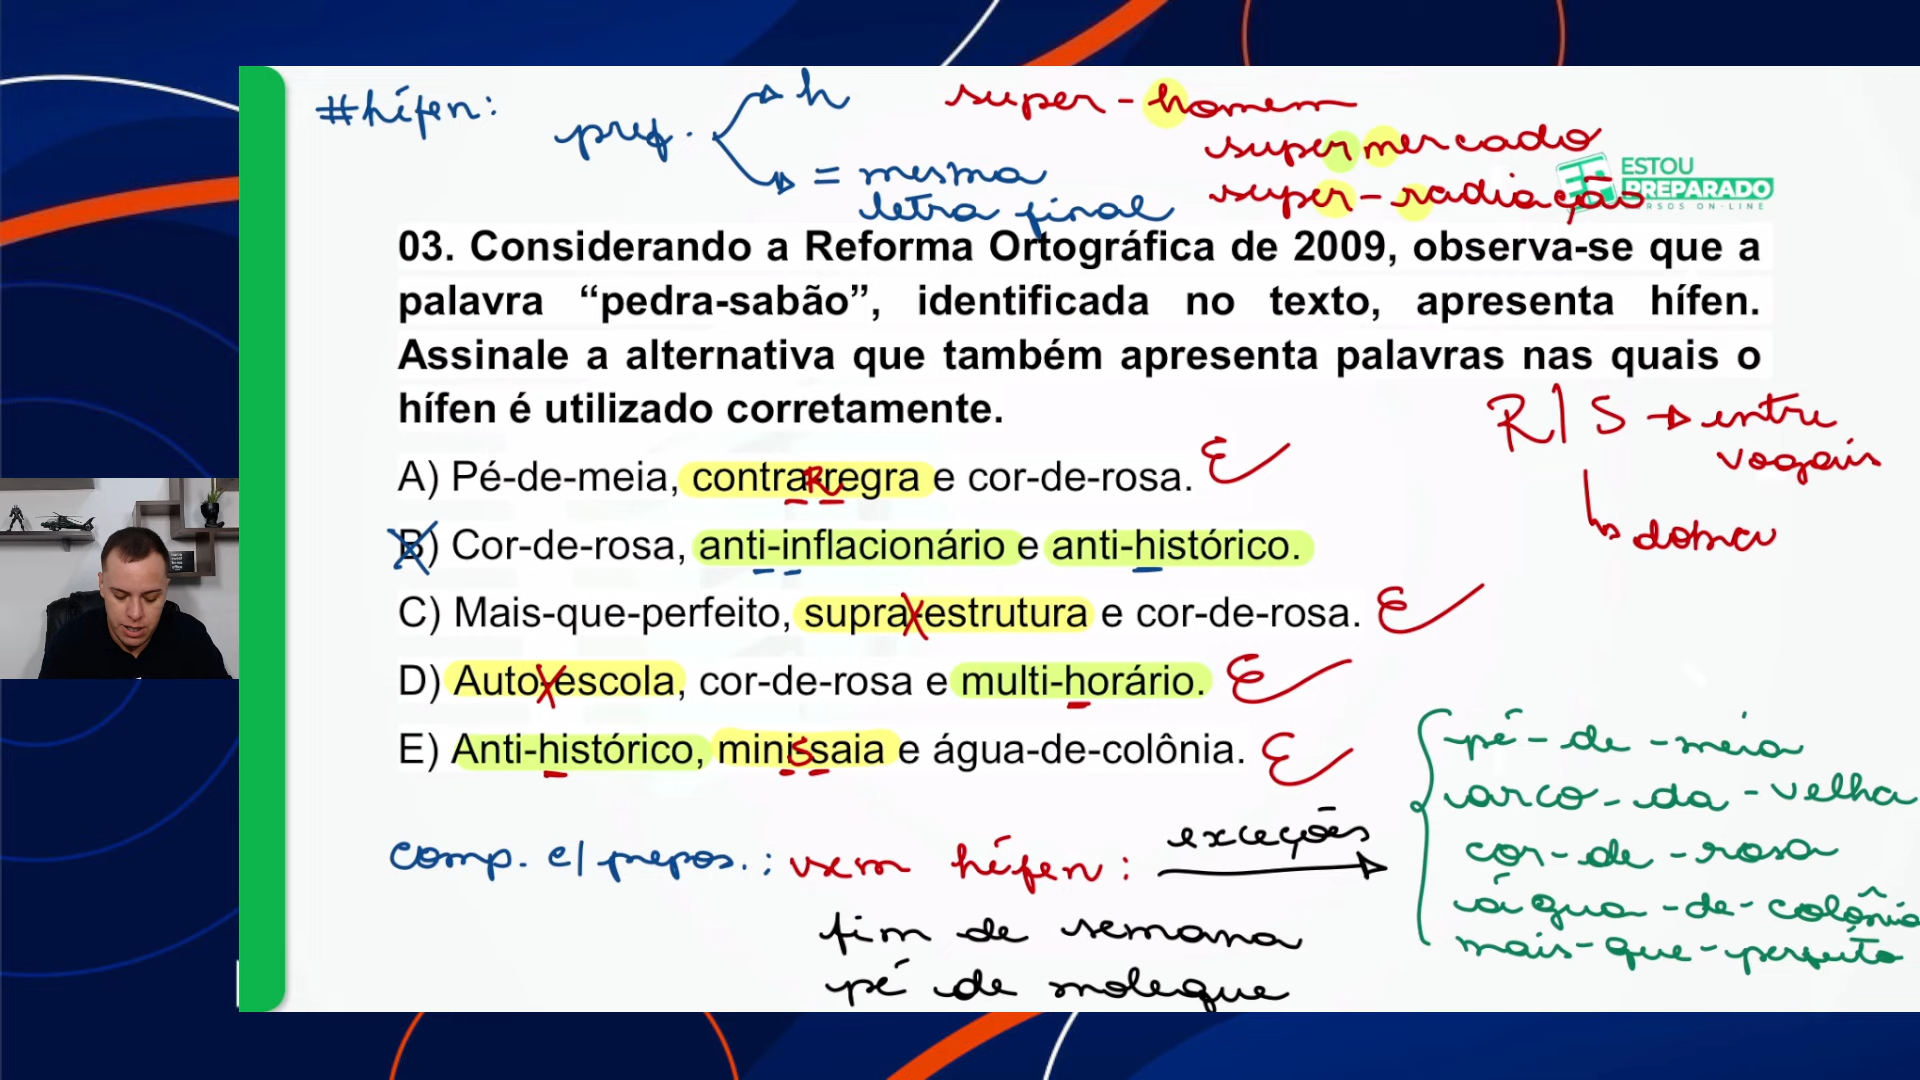 #hífen:
pref.
h
= mesma
letra final
super-homem
supermercado
super-radiação
ESTOU
PREPARADO
03. Considerando a Reforma Ortográfica de 2009, observa-se que a
palavra “pedra-sabão”, identificada no texto, apresenta hífen.
Assinale a alternativa que também apresenta palavras nas quais o
hífen é utilizado corretamente.
R/S → entre
vogais
dobra
A) Pé-de-meia, contrarregra e cor-de-rosa. E
B) Cor-de-rosa, anti-inflacionário e anti-histórico.
C) Mais-que-perfeito, supra-estrutura e cor-de-rosa. E
D) Auto-escola, cor-de-rosa e multi-horário. E
E) Anti-histórico, minissaia e água-de-colônia. E
comp. c/ prepos.: sem hífen:
exceções
fim de semana
pé de moleque
pé-de-meia
arco-da-velha
cor-de-rosa
água-de-colônia
mais-que-perfeito